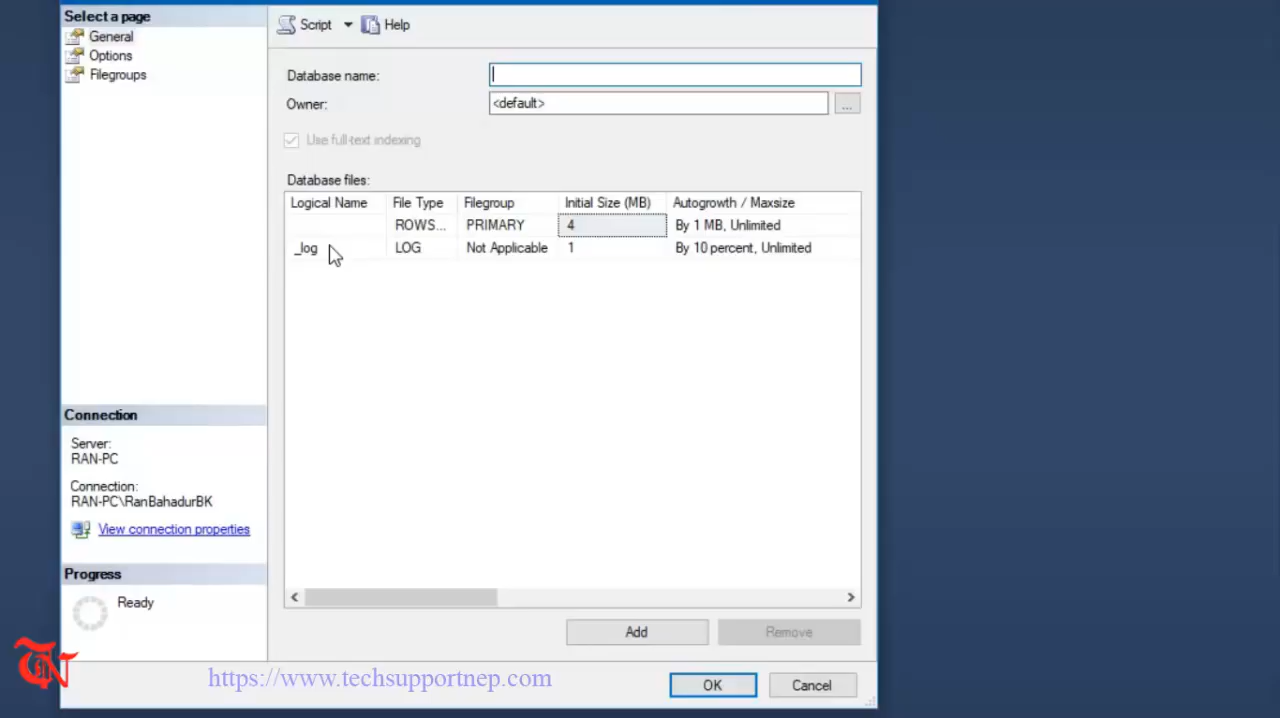 Select a page
General
Options
Filegroups
Connection
Server:
RAN-PC
Connection:
RAN-PC\RanBahadurBK
View connection properties
Progress
Ready
Script Help
Database name:
Owner: <default> ...
Use full-text indexing
Database files:
Logical Name File Type Filegroup Initial Size (MB) Autogrowth / Maxsize
ROWS... PRIMARY 4 By 1 MB, Unlimited
_log LOG Not Applicable 1 By 10 percent, Unlimited
Add Remove
OK Cancel
https://www.techsupportnep.com